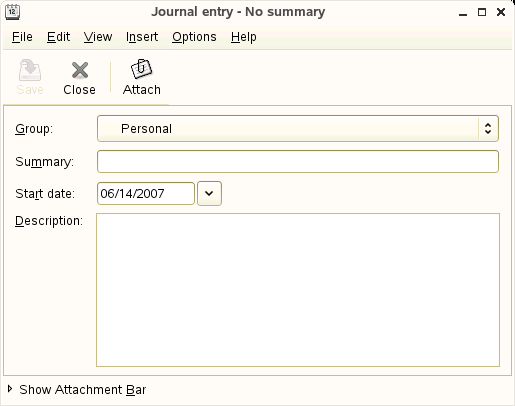 Journal entry - No summary
File Edit View Insert Options Help
Save Close Attach
Group: Personal
Summary:
Start date: 06/14/2007
Description:
Show Attachment Bar